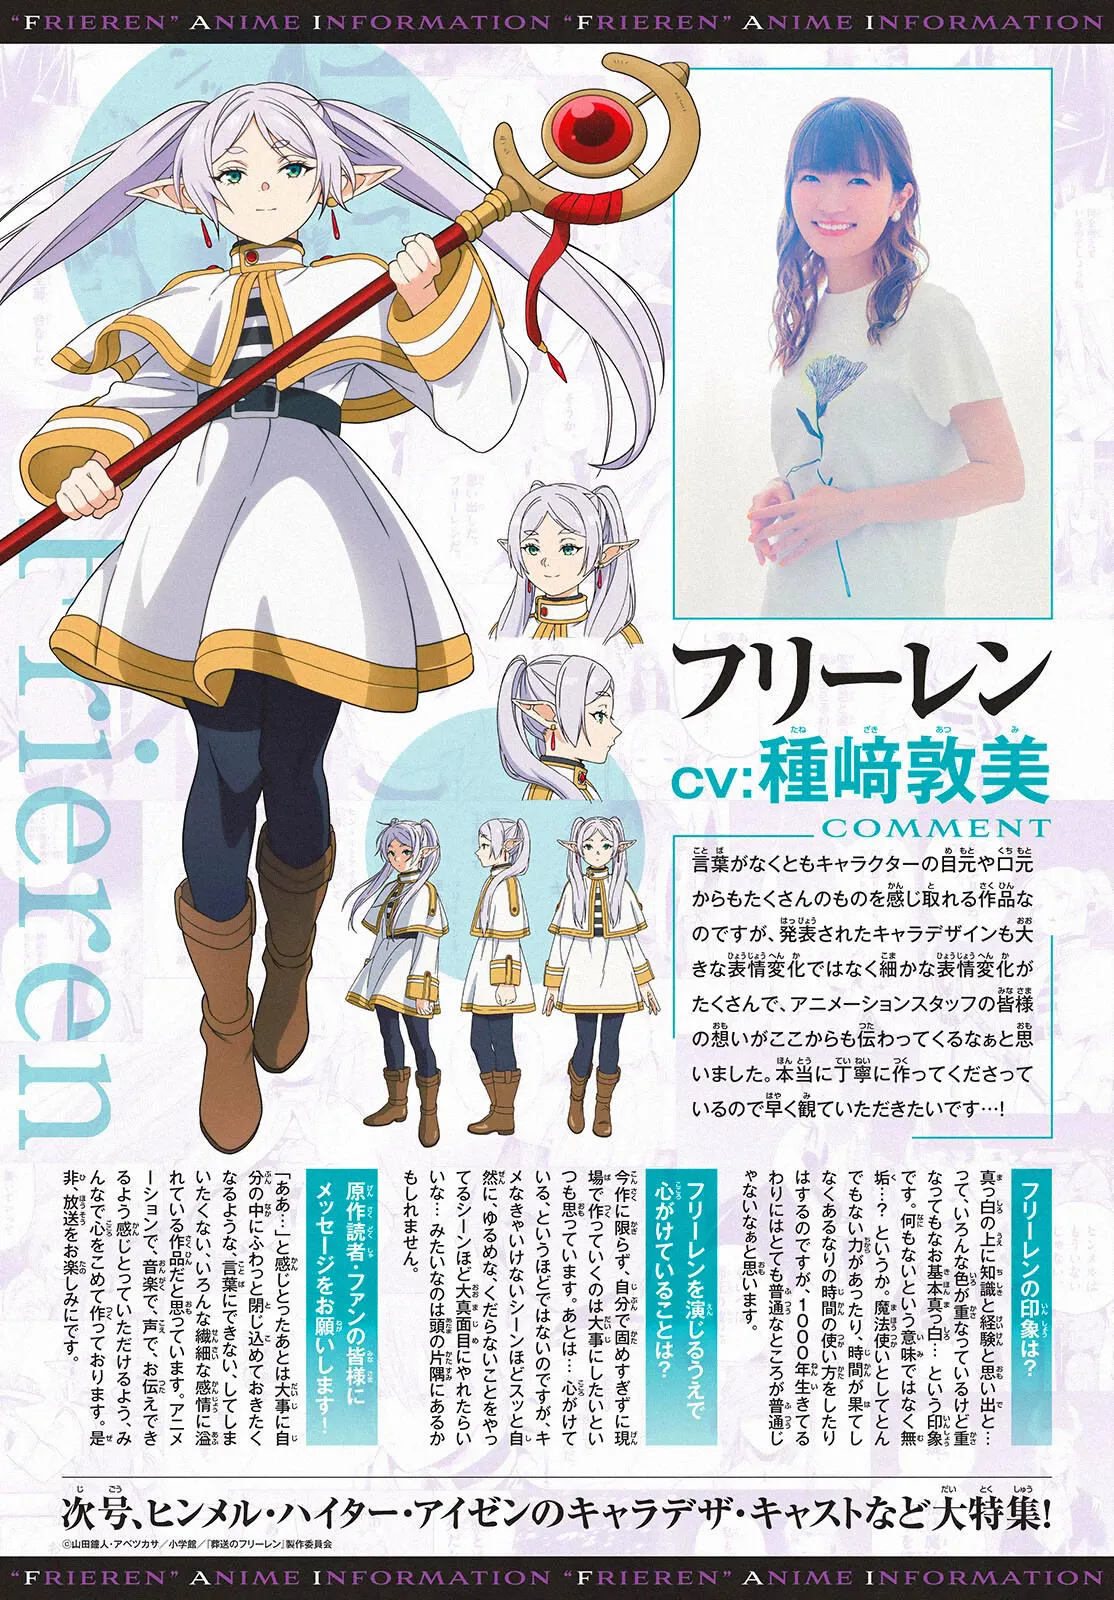 "FRIEREN" ANIME INFORMATION "FRIEREN" ANIME INFORMATION
Frieren
フリーレン
CV:種﨑敦美
COMMENT
言葉がなくともキャラクターの目元や口元
からもたくさんのものを感じ取れる作品な
のですが、発表されたキャラデザインも大
きな表情変化ではなく細かな表情変化が
たくさんで、アニメーションスタッフの皆様
の想いがここからも伝わってくるなぁと思
いました。本当に丁寧に作ってくださって
いるので早く観ていただきたいです…!
フリーレンの印象は?
真っ白の上に知識と経験と思い出と…
って、いろんな色が重なっているけど重
なってもなお基本真っ白…という印象
です。何もないという意味ではなく無
垢…?というか。魔法使いとしてとん
でもない力があったり、時間が果てし
なくあるなりの時間の使い方をしたり
はするのですが、1000年生きてる
わりにはとても普通なところが普通じ
ゃないなぁと思います。
フリーレンを演じるうえで
心がけていることは?
今作に限らず、自分で固めすぎずに現
場で作っていくのは大事にしたいとい
つも思っています。あとは…心がけて
いる、というほどではないのですが、キ
メなきゃいけないシーンほどスッと自
然に、ゆるめな、くだらないことをやっ
てるシーンほど大真面目にやれたらい
いな…みたいなのは頭の片隅にあるか
もしれません。
原作読者・ファンの皆様に
メッセージをお願いします!
「ああ…」と感じとったあとは大事に自
分の中にふわっと閉じ込めておきたく
なるような、言葉にできない、してしま
いたくない、いろんな繊細な感情に溢
れている作品だと思っています。アニメ
ーションで、音楽で、声で、お伝えでき
るよう感じとっていただけるよう、み
んなで心をこめて作っております。是
非、放送をお楽しみにです。
次号、ヒンメル・ハイター・アイゼンのキャラデザ・キャストなど大特集!
©山田鐘人・アベツカサ／小学館／「葬送のフリーレン」製作委員会
"FRIEREN" ANIME INFORMATION "FRIEREN" ANIME INFORMATION